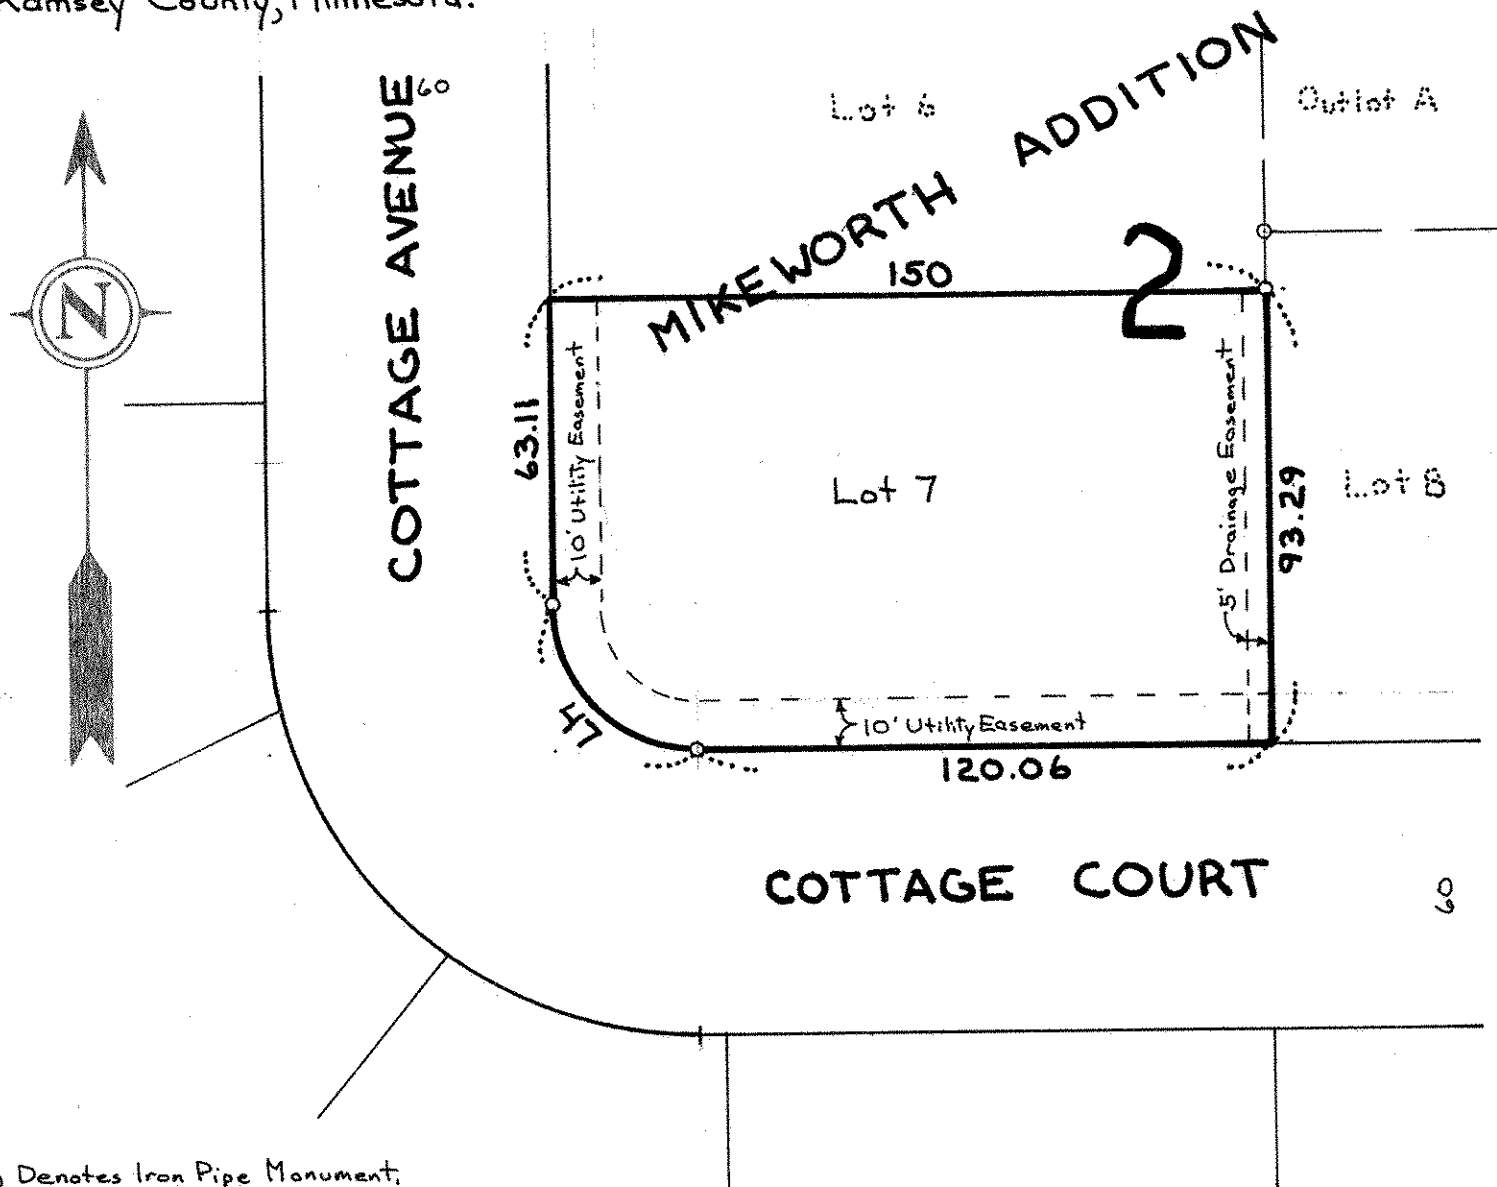 Ramsey County, Minnesota.
COTTAGE AVENUE
60
Lot 6
MIKEWORTH ADDITION
Outlot A
N
150
2
63.11
10' Utility Easement
Lot 7
5' Drainage Easement
93.29
Lot 8
47
10' Utility Easement
120.06
COTTAGE COURT
60
Denotes Iron Pipe Monument.